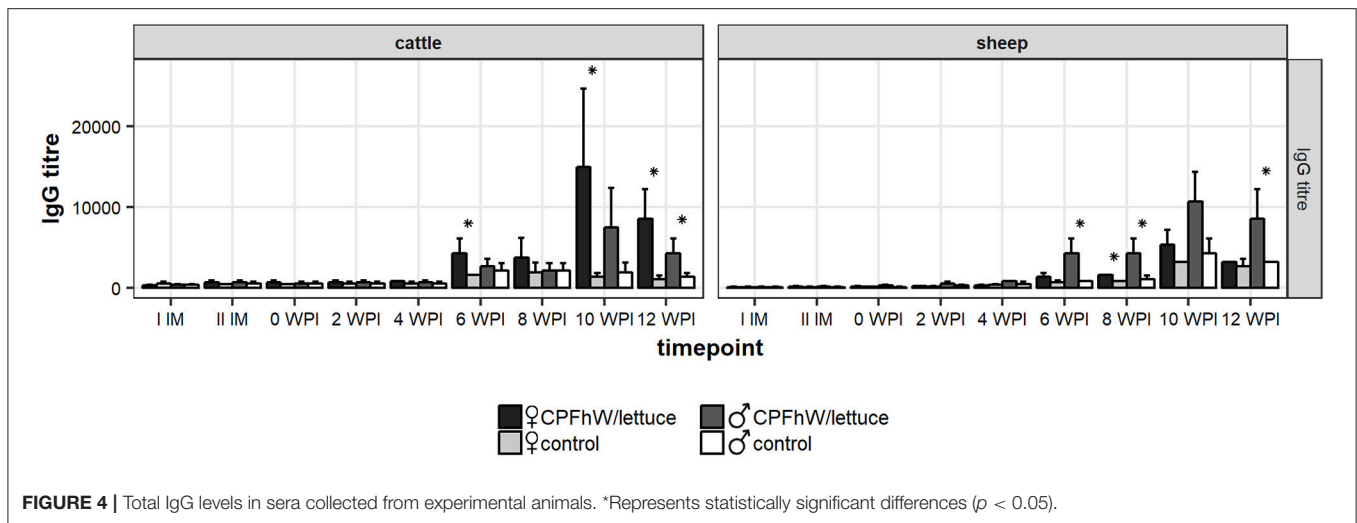 cattle sheep
IgG titre
20000
10000
0
IgG titre
I IM II IM 0 WPI 2 WPI 4 WPI 6 WPI 8 WPI 10 WPI 12 WPI I IM II IM 0 WPI 2 WPI 4 WPI 6 WPI 8 WPI 10 WPI 12 WPI
timepoint
♀CPFhW/lettuce ♂CPFhW/lettuce
♀control ♂control
FIGURE 4 | Total IgG levels in sera collected from experimental animals. *Represents statistically significant differences (p < 0.05).